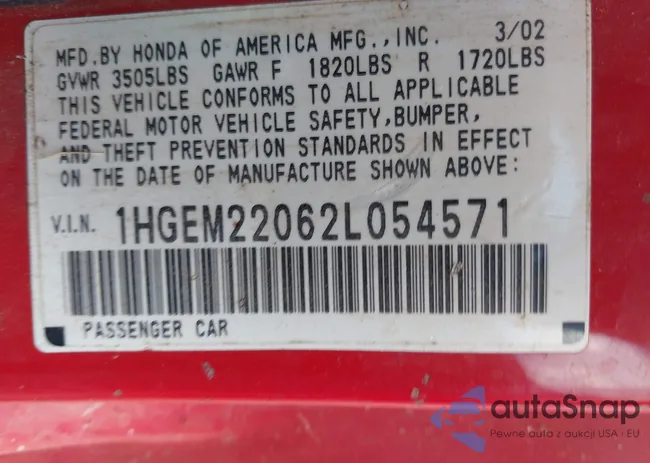 MFD.BY HONDA OF AMERICA MFG.,INC. 3/02
GVWR 3505LBS GAWR F 1820LBS R 1720LBS
THIS VEHICLE CONFORMS TO ALL APPLICABLE
FEDERAL MOTOR VEHICLE SAFETY,BUMPER,
AND THEFT PREVENTION STANDARDS IN EFFECT
ON THE DATE OF MANUFACTURE SHOWN ABOVE:
V.I.N. 1HGEM22062L054571
PASSENGER CAR
autaSnap
Pewne auta z aukcji USA i EU